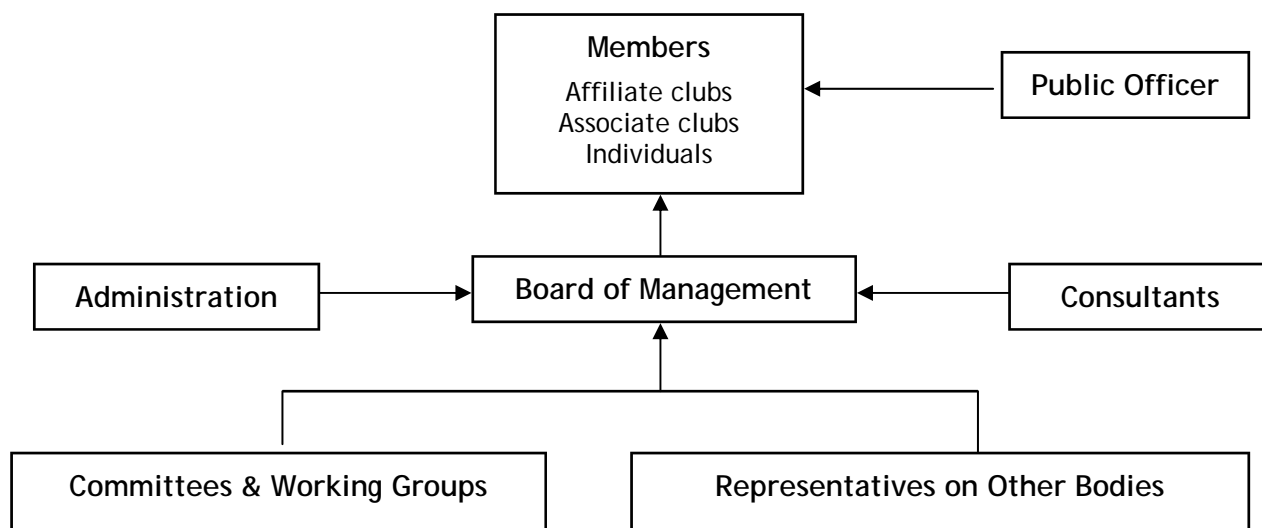 Members
Affiliate clubs
Associate clubs
Individuals
Public Officer
Administration
Board of Management
Consultants
Committees & Working Groups
Representatives on Other Bodies